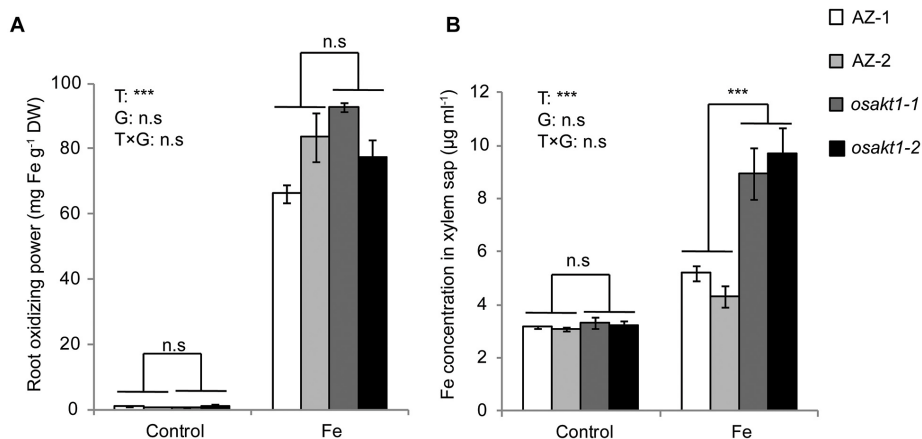 A
Root oxidizing power (mg Fe g⁻¹ DW)
100
80
60
40
20
0
T: ***
G: n.s
T×G: n.s
n.s
n.s
Control
Fe
B
Fe concentration in xylem sap (µg ml⁻¹)
12
10
8
6
4
2
0
T: ***
G: n.s
T×G: n.s
n.s
***
Control
Fe
AZ-1
AZ-2
osakt1-1
osakt1-2